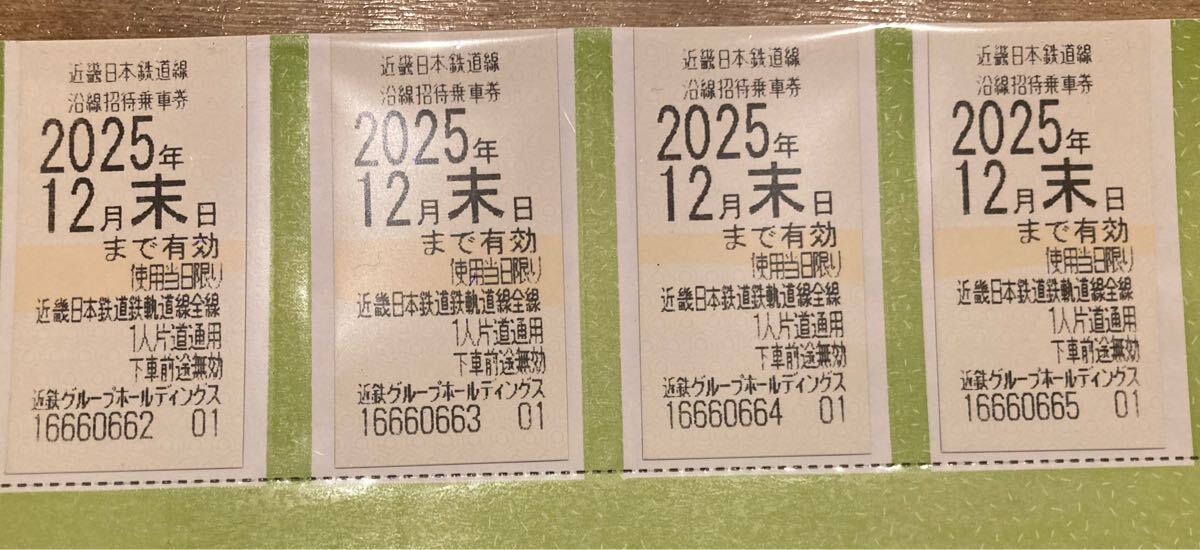 近畿日本鉄道線
沿線招待乗車券
2025年
12月末日
まで有効
(使用当日限り)
近畿日本鉄道鉄軌道線全線
1人片道通用
下車前途無効
近鉄グループホールディングス
16660662 01
近畿日本鉄道線
沿線招待乗車券
2025年
12月末日
まで有効
(使用当日限り)
近畿日本鉄道鉄軌道線全線
1人片道通用
下車前途無効
近鉄グループホールディングス
16660663 01
近畿日本鉄道線
沿線招待乗車券
2025年
12月末日
まで有効
(使用当日限り)
近畿日本鉄道鉄軌道線全線
1人片道通用
下車前途無効
近鉄グループホールディングス
16660664 01
近畿日本鉄道線
沿線招待乗車券
2025年
12月末日
まで有効
(使用当日限り)
近畿日本鉄道鉄軌道線全線
1人片道通用
下車前途無効
近鉄グループホールディングス
16660665 01